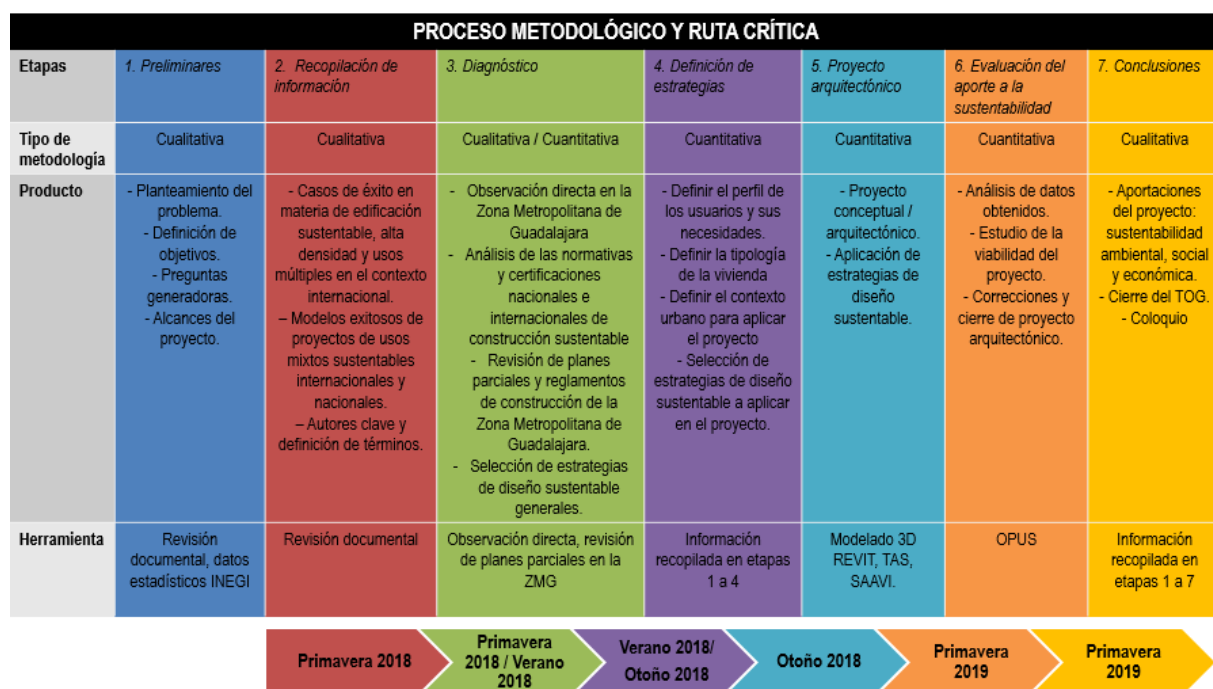 PROCESO METODOLÓGICO Y RUTA CRÍTICA
Etapas
1. Preliminares
2. Recopilación de
información
3. Diagnóstico
4. Definición de
estrategias
5. Proyecto
arquitectónico
6. Evaluación del
aporte a la
sustentabilidad
7. Conclusiones
Tipo de
metodología
Cualitativa
Cualitativa
Cualitativa / Cuantitativa
Cuantitativa
Cuantitativa
Cuantitativa
Cualitativa
Producto
- Planteamiento del
problema.
- Definición de
objetivos.
- Preguntas
generadoras.
- Alcances del
proyecto.
- Casos de éxito en
materia de edificación
sustentable, alta
densidad y usos
múltiples en el contexto
internacional.
– Modelos exitosos de
proyectos de usos
mixtos sustentables
internacionales y
nacionales.
– Autores clave y
definición de términos.
- Observación directa en la
Zona Metropolitana de
Guadalajara
- Análisis de las normativas
y certificaciones
nacionales e
internacionales de
construcción sustentable
- Revisión de planes
parciales y reglamentos
de construcción de la
Zona Metropolitana de
Guadalajara.
- Selección de estrategias
de diseño sustentable
generales.
- Definir el perfil de
los usuarios y sus
necesidades.
- Definir la tipología
de la vivienda
- Definir el contexto
urbano para aplicar
el proyecto
- Selección de
estrategias de diseño
sustentable a aplicar
en el proyecto.
- Proyecto
conceptual /
arquitectónico.
- Aplicación de
estrategias de
diseño
sustentable.
- Análisis de datos
obtenidos.
- Estudio de la
viabilidad del
proyecto.
- Correcciones y
cierre de proyecto
arquitectónico.
- Aportaciones
del proyecto:
sustentabilidad
ambiental, social
y económica.
- Cierre del TOG.
- Coloquio
Herramienta
Revisión
documental, datos
estadísticos INEGI
Revisión documental
Observación directa, revisión
de planes parciales en la
ZMG
Información
recopilada en etapas
1 a 4
Modelado 3D
REVIT, TAS,
SAAVI.
OPUS
Información
recopilada en
etapas 1 a 7
Primavera 2018
Primavera
2018 / Verano
2018
Verano 2018/
Otoño 2018
Otoño 2018
Primavera
2019
Primavera
2019